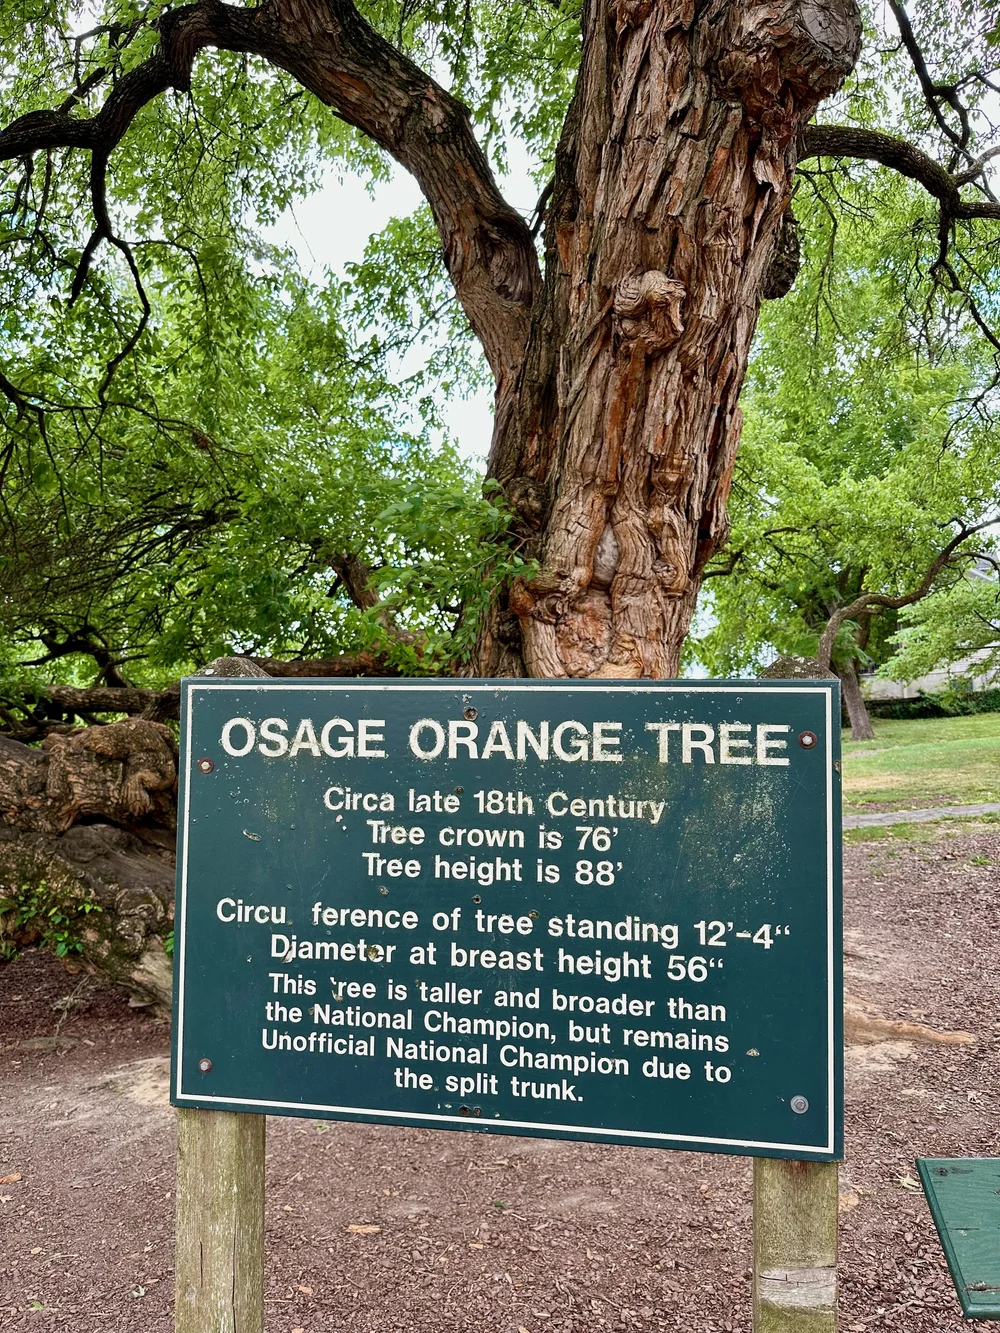 OSAGE ORANGE TREE
Circa late 18th Century
Tree crown is 76'
Tree height is 88'
Circu ference of tree standing 12'-4“
Diameter at breast height 56“
This tree is taller and broader than
the National Champion, but remains
Unofficial National Champion due to
the split trunk.